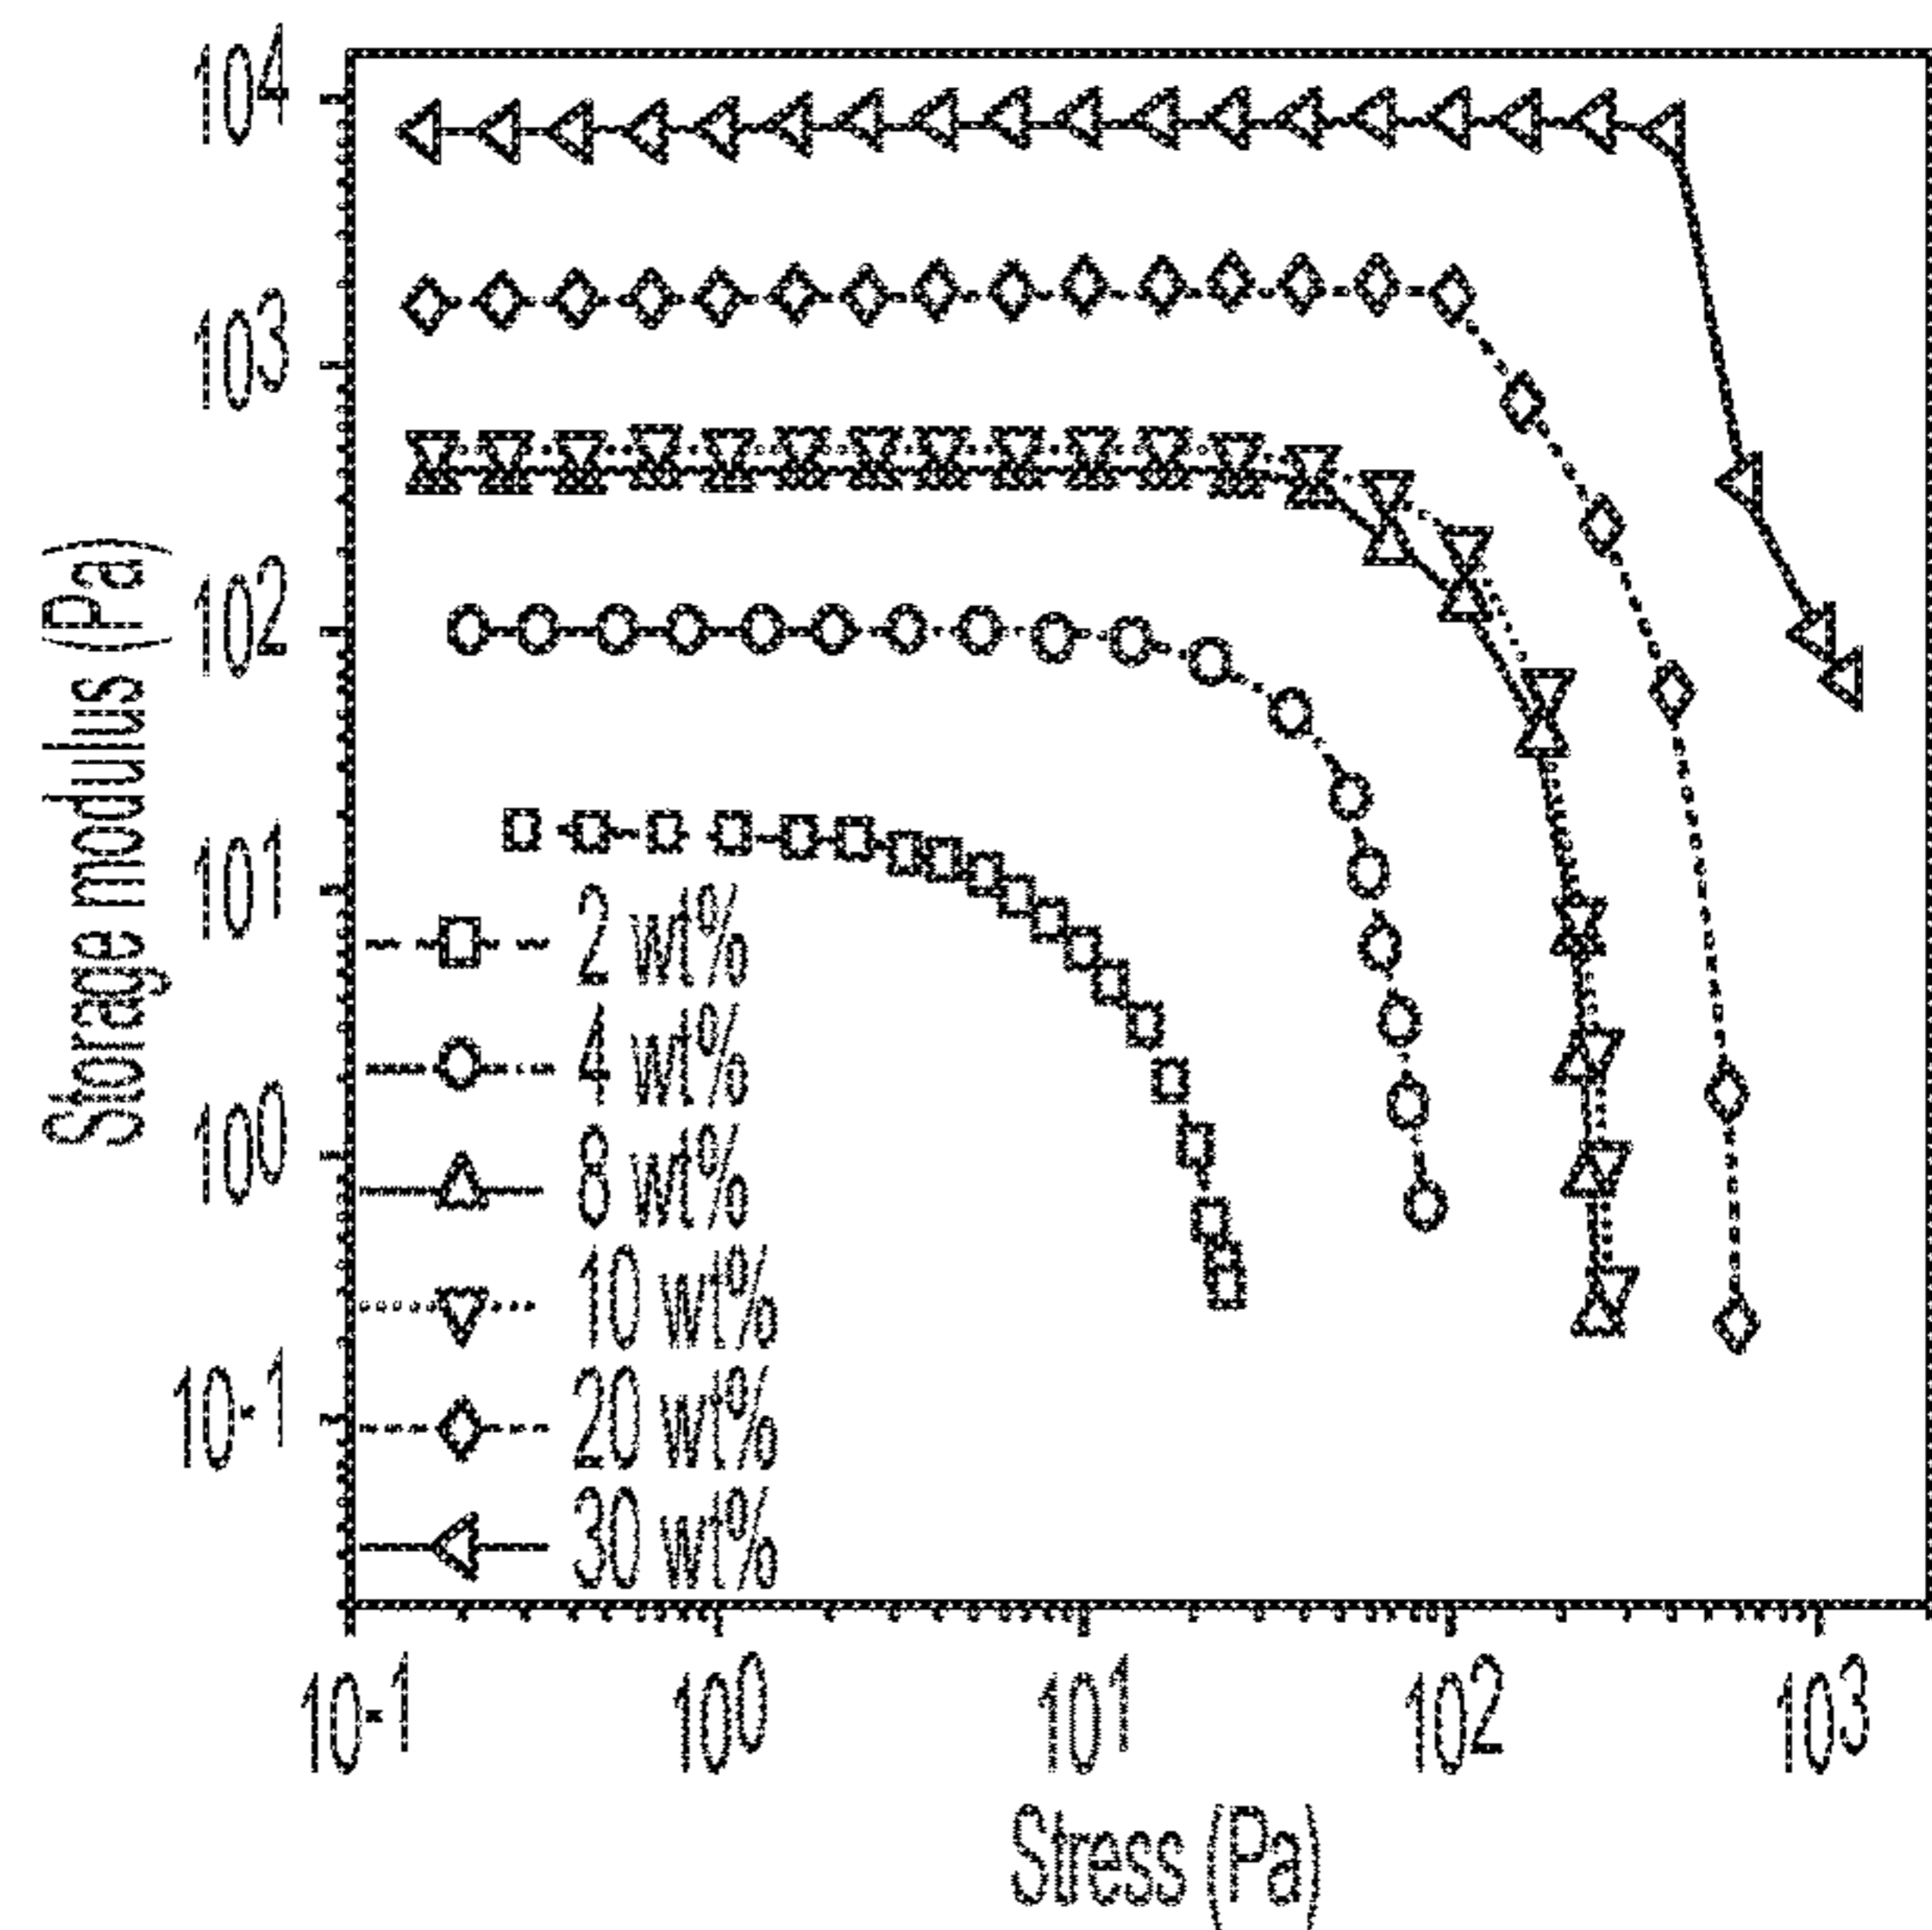 Storage modulus (Pa)
10⁴
10³
10²
10¹
10⁰
10⁻¹
2 wt%
4 wt%
8 wt%
10 wt%
20 wt%
30 wt%
10⁻¹ 10⁰ 10¹ 10² 10³
Stress (Pa)